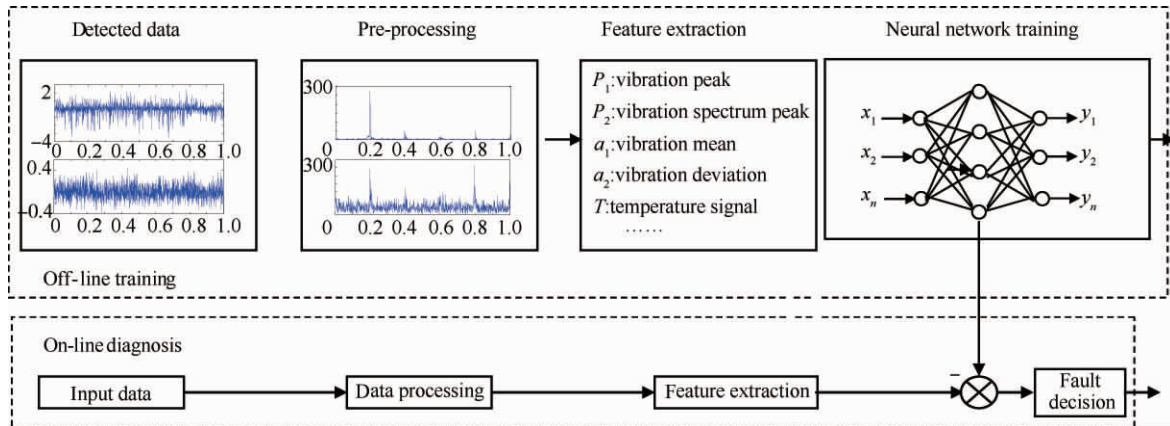 Detected data
Pre-processing
Feature extraction
Neural network training
2
−4
0 0.2 0.4 0.6 0.8 1.0
0.4
−0.4
0 0.2 0.4 0.6 0.8 1.0
300
0 0.2 0.4 0.6 0.8 1.0
300
0 0.2 0.4 0.6 0.8 1.0
P1:vibration peak
P2:vibration spectrum peak
a1:vibration mean
a2:vibration deviation
T:temperature signal
……
x1
x2
xn
y1
y2
yn
Off-line training
On-line diagnosis
Input data
Data processing
Feature extraction
−
Fault
decision